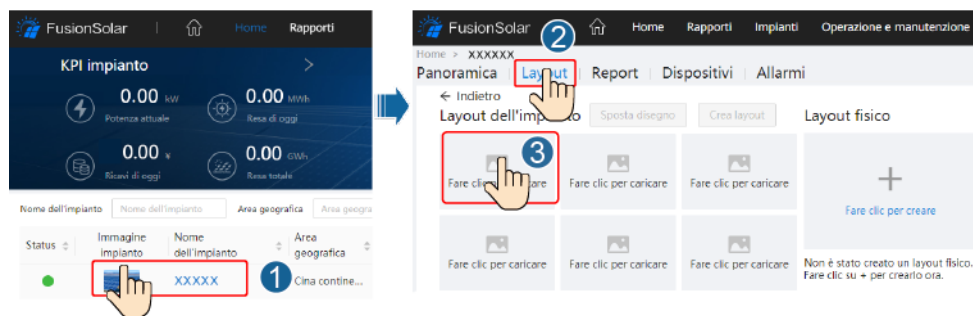 FusionSolar
Home
Rapporti
KPI impianto
>
0.00 kW
Potenza attuale
0.00 MWh
Resa di oggi
0.00 ¥
Ricavi di oggi
0.00 GWh
Resa totale
Nome dell'impianto
Nome dell'impianto
Area geografica
Area geogra
Status
Immagine impianto
Nome dell'impianto
Area geografica
XXXXX
1
Cina contine...
FusionSolar
2
Home
Rapporti
Impianti
Operazione e manutenzione
Home > XXXXXX
Panoramica
Layout
Report
Dispositivi
Allarmi
← Indietro
Layout dell'impianto
Sposta disegno
Crea layout
Layout fisico
3
Fare clic per caricare
Fare clic per caricare
Fare clic per caricare
+
Fare clic per creare
Fare clic per caricare
Fare clic per caricare
Fare clic per caricare
Non è stato creato un layout fisico.
Fare clic su + per crearlo ora.